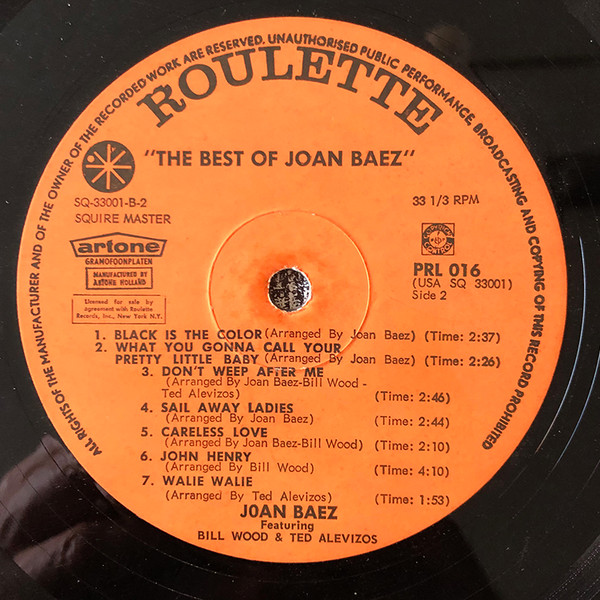 ALL RIGHTS OF THE MANUFACTURER AND OF THE OWNER OF THE RECORDED WORK ARE RESERVED. UNAUTHORISED PUBLIC PERFORMANCE, BROADCASTING AND COPYING OF THIS RECORD PROHIBITED
ROULETTE
"THE BEST OF JOAN BAEZ"
SQ-33001-B-2
SQUIRE MASTER
33 1/3 RPM
artone
GRAMOFOONPLATEN
MANUFACTURED BY
ARTONE HOLLAND
Licensed for sale by
agreement with Roulette
Records, Inc., New York N.Y.
PRL 016
(USA SQ 33001)
Side 2
1. BLACK IS THE COLOR (Arranged By Joan Baez) (Time: 2:37)
2. WHAT YOU GONNA CALL YOUR
PRETTY LITTLE BABY (Arranged By Joan Baez) (Time: 2:26)
3. DON'T WEEP AFTER ME
(Arranged By Joan Baez-Bill Wood -
Ted Alevizos) (Time: 2:46)
4. SAIL AWAY LADIES
(Arranged By Joan Baez) (Time: 2:44)
5. CARELESS LOVE
(Arranged By Joan Baez-Bill Wood) (Time: 2:10)
6. JOHN HENRY
(Arranged By Bill Wood) (Time: 4:10)
7. WALIE WALIE
(Arranged By Ted Alevizos) (Time: 1:53)
JOAN BAEZ
Featuring
BILL WOOD & TED ALEVIZOS